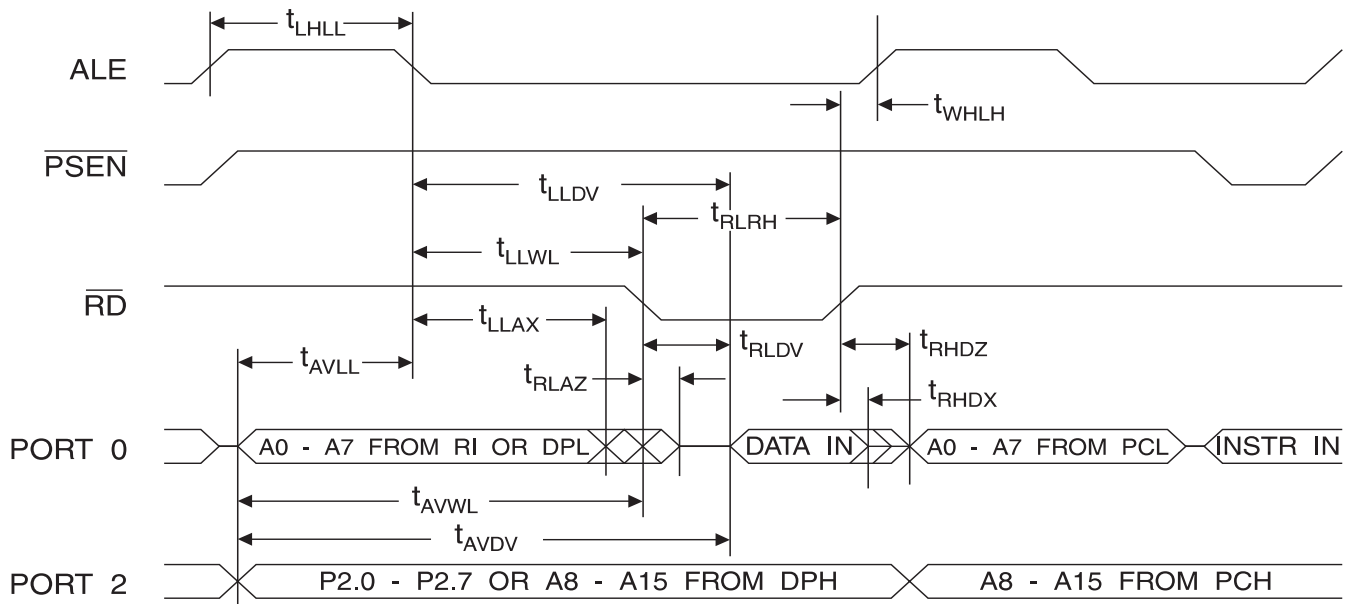 tLHLL
ALE
tWHLH
PSEN
tLLDV
tRLRH
tLLWL
RD
tLLAX
tRLDV
tRHDZ
tAVLL
tRLAZ
tRHDX
PORT 0 A0 - A7 FROM RI OR DPL DATA IN A0 - A7 FROM PCL INSTR IN
tAVWL
tAVDV
PORT 2 P2.0 - P2.7 OR A8 - A15 FROM DPH A8 - A15 FROM PCH